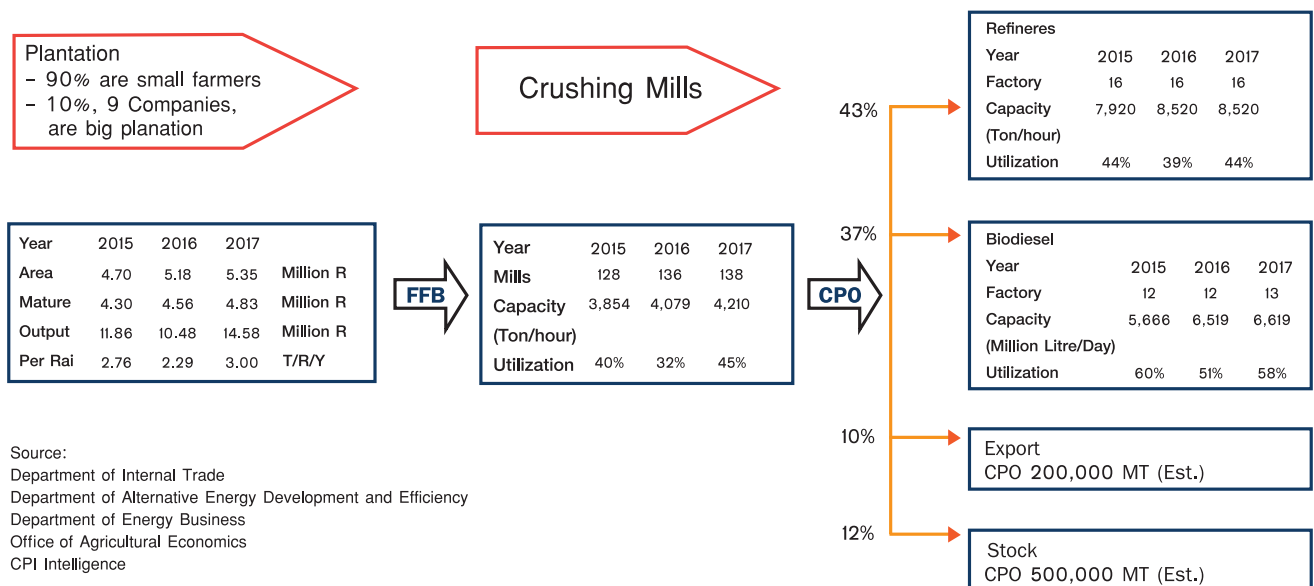 Plantation
- 90% are small farmers
- 10%, 9 Companies,
are big planation
Crushing Mills
Year 2015 2016 2017
Area 4.70 5.18 5.35 Million R
Mature 4.30 4.56 4.83 Million R
Output 11.86 10.48 14.58 Million R
Per Rai 2.76 2.29 3.00 T/R/Y
FFB
Year 2015 2016 2017
Mills 128 136 138
Capacity 3,854 4,079 4,210
(Ton/hour)
Utilization 40% 32% 45%
CPO
43%
Refineres
Year 2015 2016 2017
Factory 16 16 16
Capacity 7,920 8,520 8,520
(Ton/hour)
Utilization 44% 39% 44%
37%
Biodiesel
Year 2015 2016 2017
Factory 12 12 13
Capacity 5,666 6,519 6,619
(Million Litre/Day)
Utilization 60% 51% 58%
10%
Export
CPO 200,000 MT (Est.)
12%
Stock
CPO 500,000 MT (Est.)
Source:
Department of Internal Trade
Department of Alternative Energy Development and Efficiency
Department of Energy Business
Office of Agricultural Economics
CPI Intelligence